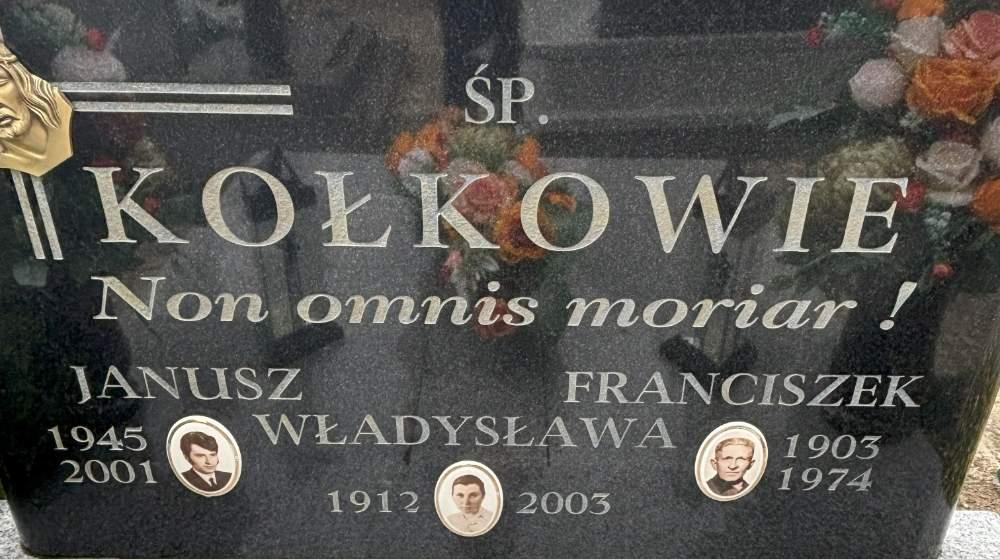 ŚP.
KOŁKOWIE
Non omnis moriar !
JANUSZ
1945
2001
WŁADYSŁAWA
1912 2003
FRANCISZEK
1903
1974